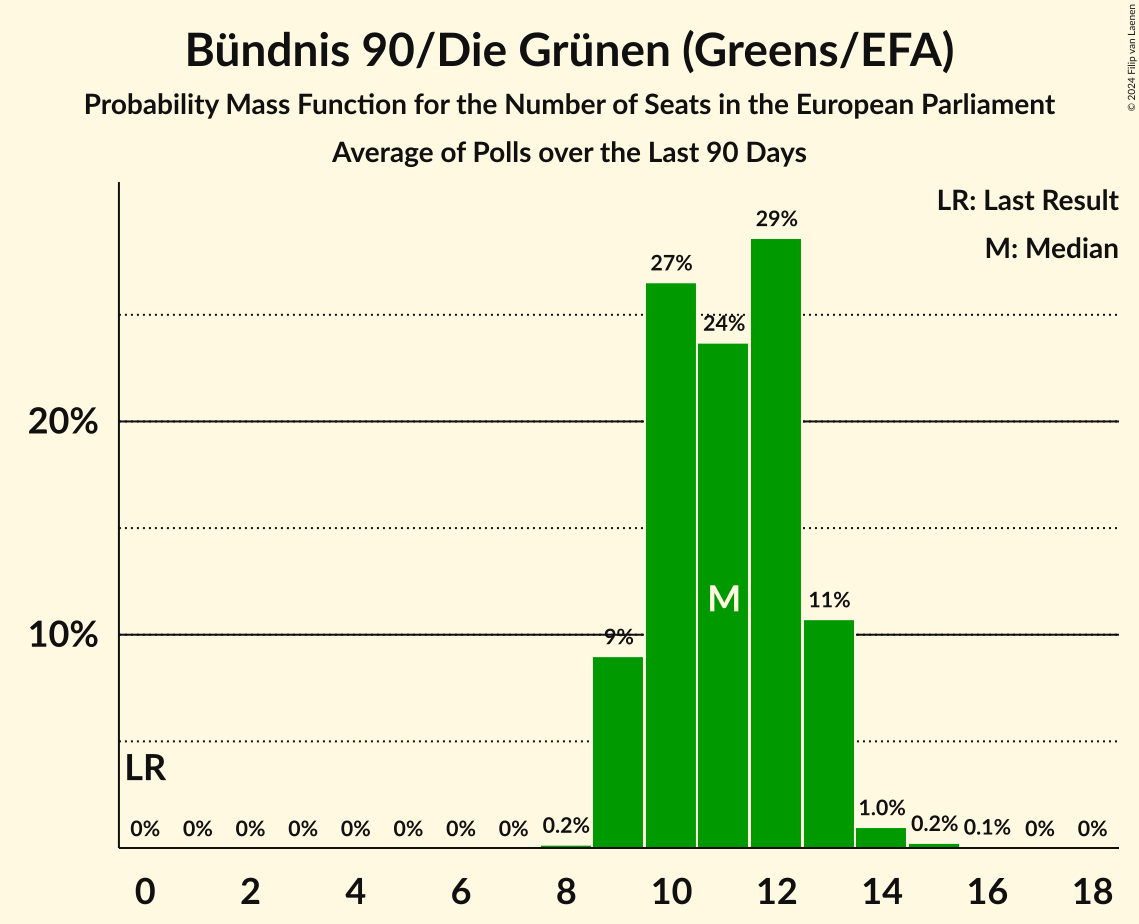 Bündnis 90/Die Grünen (Greens/EFA)
Probability Mass Function for the Number of Seats in the European Parliament
Average of Polls over the Last 90 Days
© 2024 Filip van Laenen
LR: Last Result
M: Median
20%
10%
LR
M
0% 0% 0% 0% 0% 0% 0% 0% 0.2% 9% 27% 24% 29% 11% 1.0% 0.2% 0.1% 0% 0%
0 2 4 6 8 10 12 14 16 18